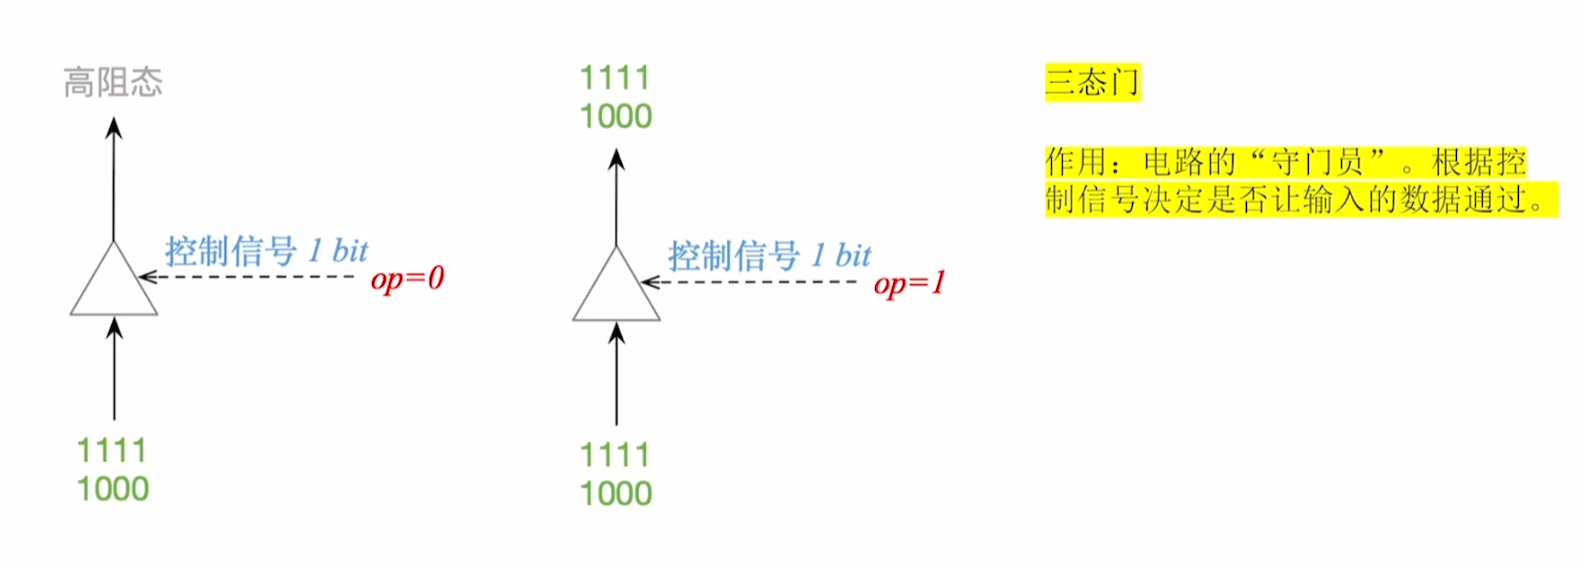 高阻态
控制信号 1 bit
op=0
1111
1000
1111
1000
控制信号 1 bit
op=1
1111
1000
三态门
作用：电路的“守门员”。根据控
制信号决定是否让输入的数据通过。